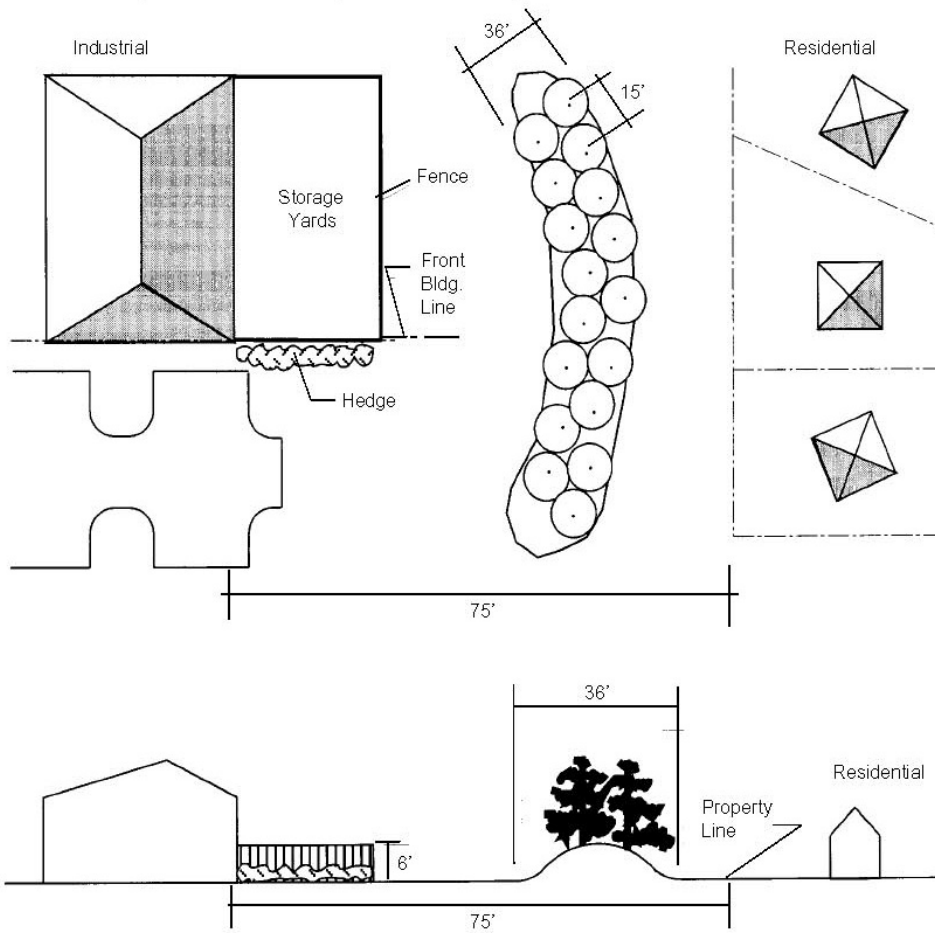 Industrial
36'
Residential
15'
Fence
Storage
Yards
Front
Bldg.
Line
Hedge
75'
36'
Residential
Property
Line
6'
75'